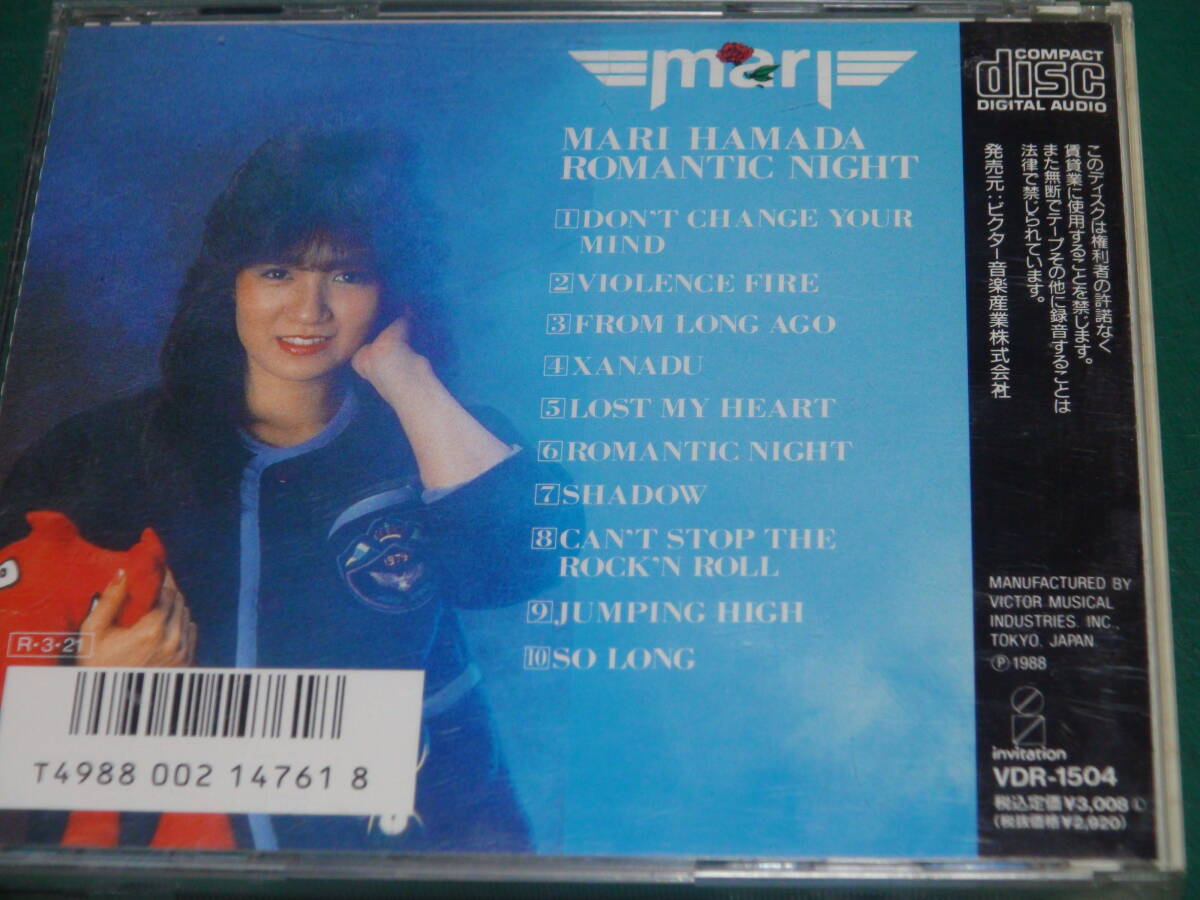 mari
MARI HAMADA
ROMANTIC NIGHT
1 DON'T CHANGE YOUR
MIND
2 VIOLENCE FIRE
3 FROM LONG AGO
4 XANADU
5 LOST MY HEART
6 ROMANTIC NIGHT
7 SHADOW
8 CAN'T STOP THE
ROCK'N ROLL
9 JUMPING HIGH
10 SO LONG
1979
R·3·21
T4988 002 14761 8
COMPACT
disc
DIGITAL AUDIO
このディスクは権利者の許諾なく
賃貸業に使用することを禁じます。
また無断でテープその他に録音することは
法律で禁じられています。
発売元:ビクター音楽産業株式会社
MANUFACTURED BY
VICTOR MUSICAL
INDUSTRIES. INC.,
TOKYO. JAPAN
Ⓟ1988
invitation
VDR-1504
税込定価¥3,008 Ⓛ
(税抜価格¥2,920)